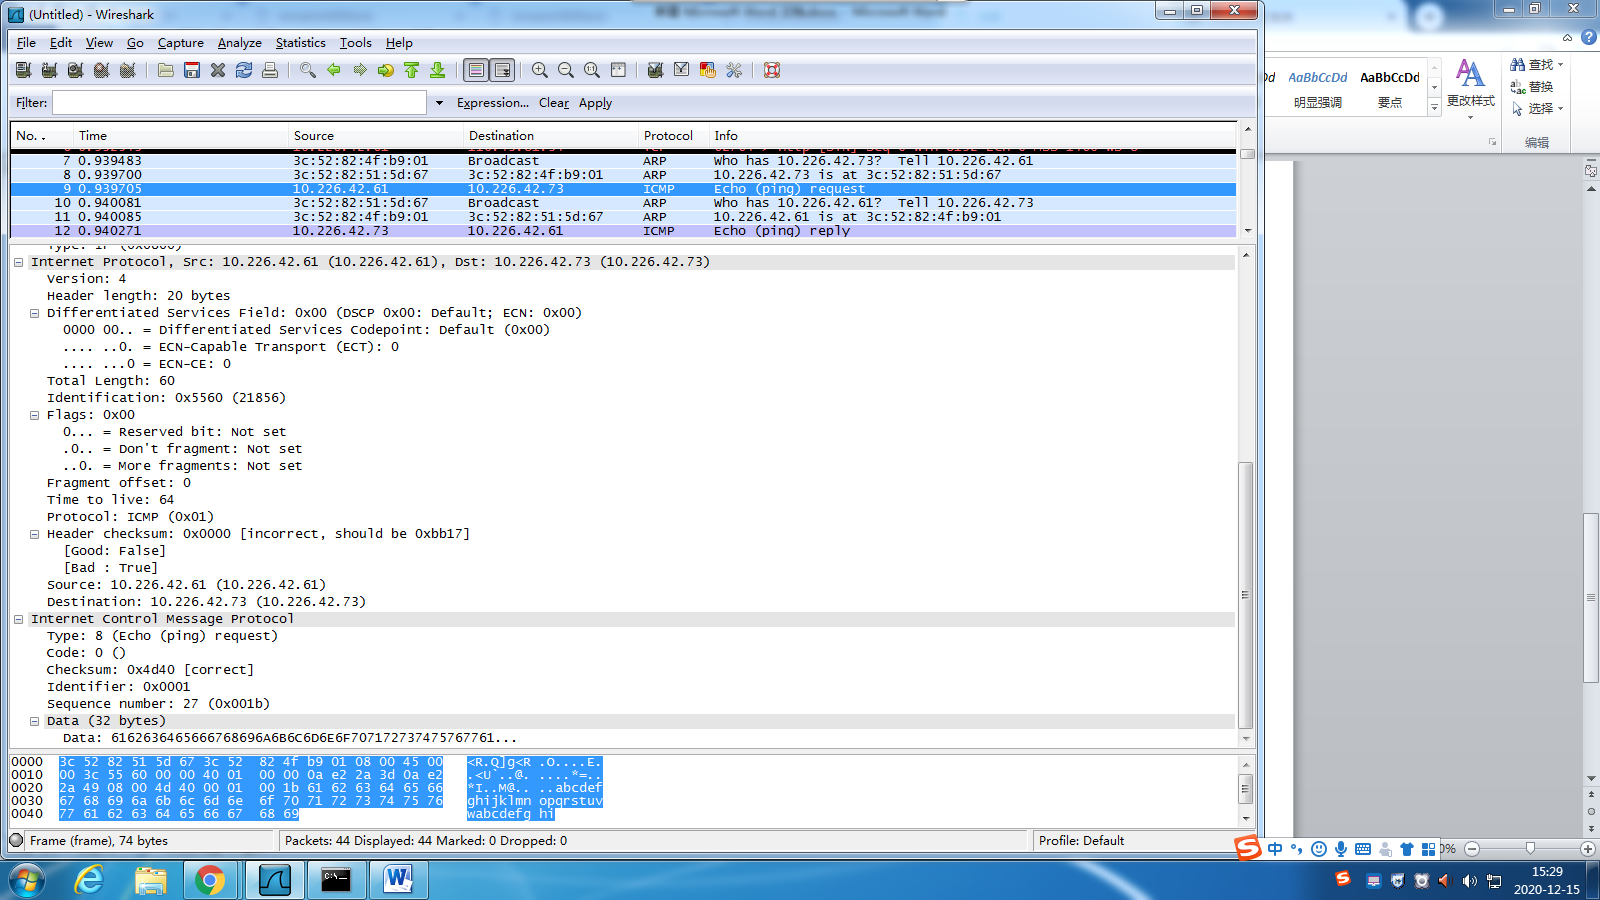 (Untitled) - Wireshark
File Edit View Go Capture Analyze Statistics Tools Help
Filter: Expression... Clear Apply
No. . Time Source Destination Protocol Info
7 0.939483 3c:52:82:4f:b9:01 Broadcast ARP Who has 10.226.42.73? Tell 10.226.42.61
8 0.939700 3c:52:82:51:5d:67 3c:52:82:4f:b9:01 ARP 10.226.42.73 is at 3c:52:82:51:5d:67
9 0.939705 10.226.42.61 10.226.42.73 ICMP Echo (ping) request
10 0.940081 3c:52:82:51:5d:67 Broadcast ARP Who has 10.226.42.61? Tell 10.226.42.73
11 0.940085 3c:52:82:4f:b9:01 3c:52:82:51:5d:67 ARP 10.226.42.61 is at 3c:52:82:4f:b9:01
12 0.940271 10.226.42.73 10.226.42.61 ICMP Echo (ping) reply
Type: IP (0x0800)
Internet Protocol, Src: 10.226.42.61 (10.226.42.61), Dst: 10.226.42.73 (10.226.42.73)
Version: 4
Header length: 20 bytes
Differentiated Services Field: 0x00 (DSCP 0x00: Default; ECN: 0x00)
0000 00.. = Differentiated Services Codepoint: Default (0x00)
.... ..0. = ECN-Capable Transport (ECT): 0
.... ...0 = ECN-CE: 0
Total Length: 60
Identification: 0x5560 (21856)
Flags: 0x00
0... = Reserved bit: Not set
.0.. = Don't fragment: Not set
..0. = More fragments: Not set
Fragment offset: 0
Time to live: 64
Protocol: ICMP (0x01)
Header checksum: 0x0000 [incorrect, should be 0xbb17]
[Good: False]
[Bad : True]
Source: 10.226.42.61 (10.226.42.61)
Destination: 10.226.42.73 (10.226.42.73)
Internet Control Message Protocol
Type: 8 (Echo (ping) request)
Code: 0 ()
Checksum: 0x4d40 [correct]
Identifier: 0x0001
Sequence number: 27 (0x001b)
Data (32 bytes)
Data: 6162636465666768696A6B6C6D6E6F707172737475767761...
0000 3c 52 82 51 5d 67 3c 52 82 4f b9 01 08 00 45 00 <R.Q]g<R .O....E.
0010 00 3c 55 60 00 00 40 01 00 00 0a e2 2a 3d 0a e2 .<U`..@. ....*=..
0020 2a 49 08 00 4d 40 00 01 00 1b 61 62 63 64 65 66 *I..M@.. ..abcdef
0030 67 68 69 6a 6b 6c 6d 6e 6f 70 71 72 73 74 75 76 ghijklmn opqrstuv
0040 77 61 62 63 64 65 66 67 68 69 wabcdefg hi
Frame (frame), 74 bytes Packets: 44 Displayed: 44 Marked: 0 Dropped: 0 Profile: Default
Dd AaBbCcDd AaBbCcDd
明显强调 要点
更改样式
查找
替换
选择
编辑
中
0%
15:29
2020-12-15